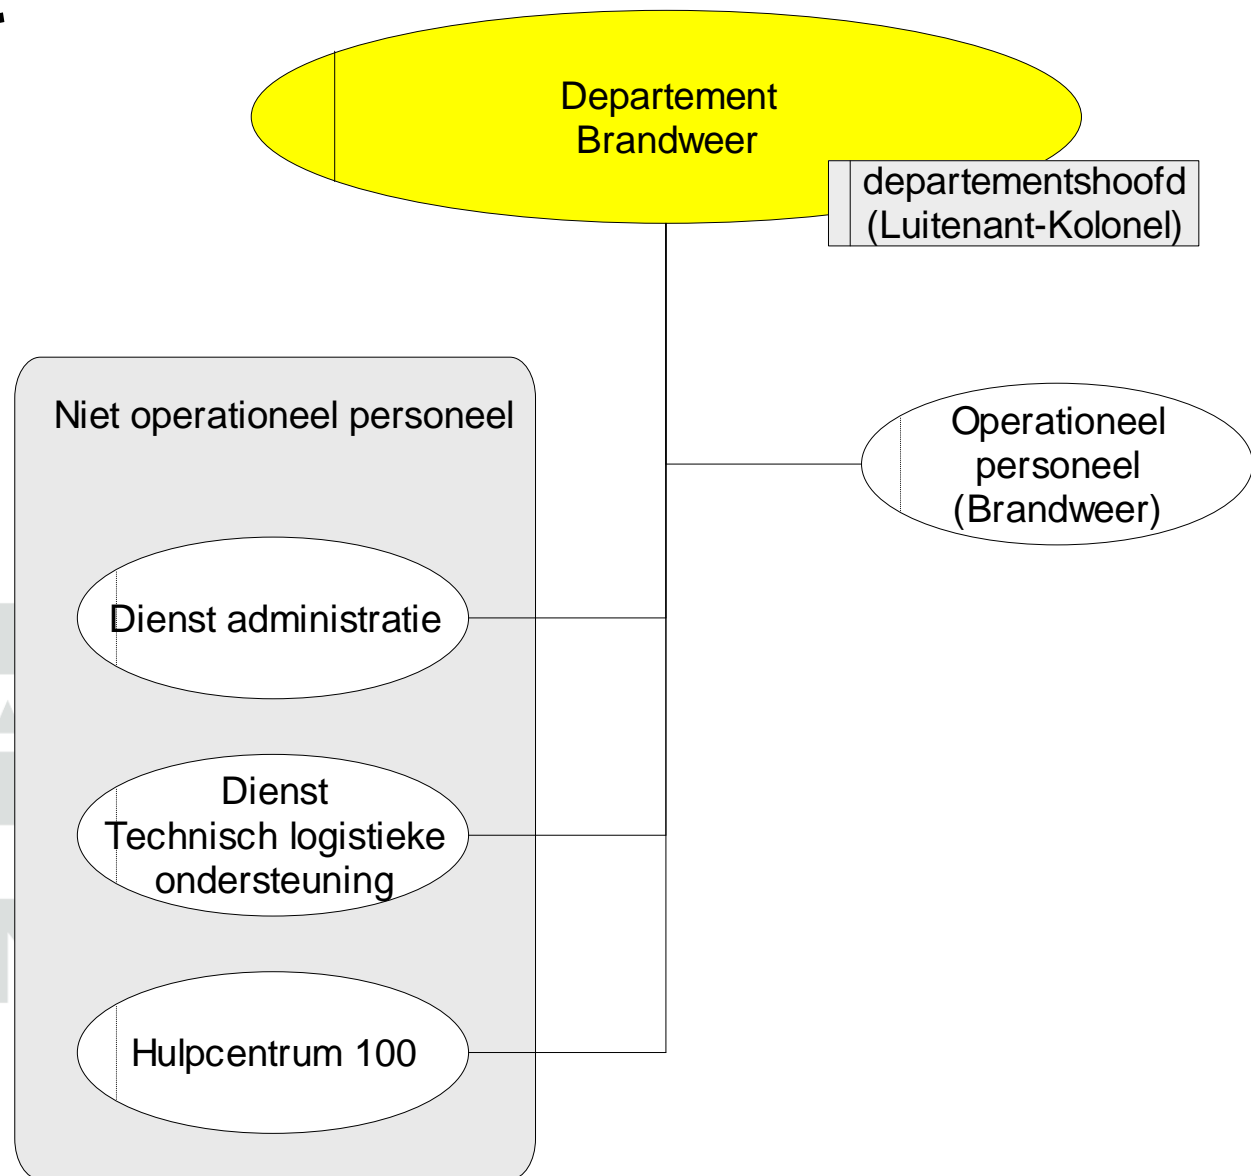 Departement
Brandweer
departementshoofd
(Luitenant-Kolonel)
Niet operationeel personeel
Operationeel
personeel
(Brandweer)
Dienst administratie
Dienst
Technisch logistieke
ondersteuning
Hulpcentrum 100